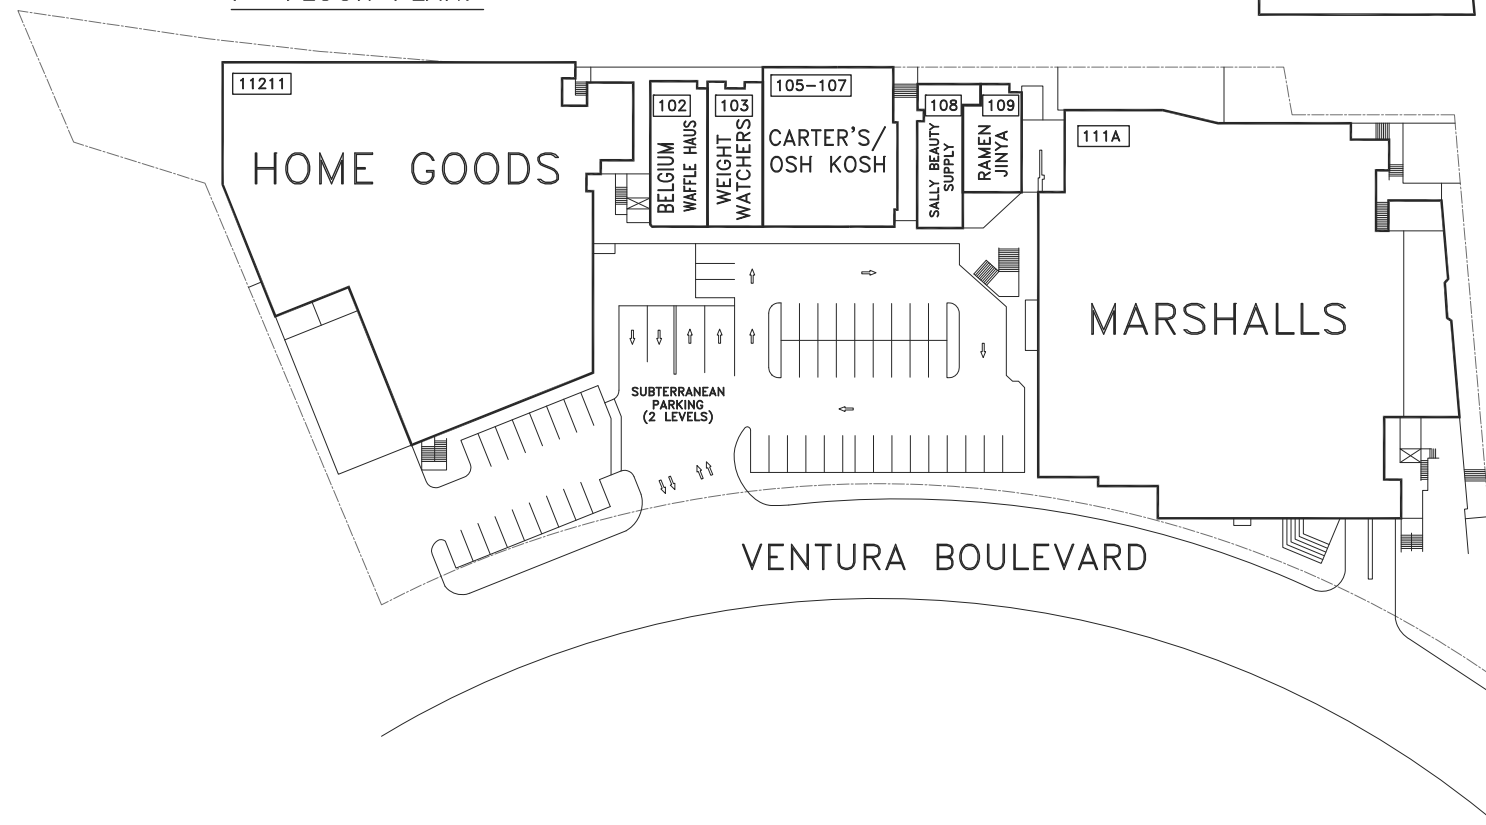 11211
HOME GOODS
102
BELGIUM
WAFFLE HAUS
103
WEIGHT
WATCHERS
105-107
CARTER'S/
OSH KOSH
108
SALLY BEAUTY
SUPPLY
109
RAMEN
JINYA
111A
MARSHALLS
SUBTERRANEAN
PARKING
(2 LEVELS)
VENTURA BOULEVARD